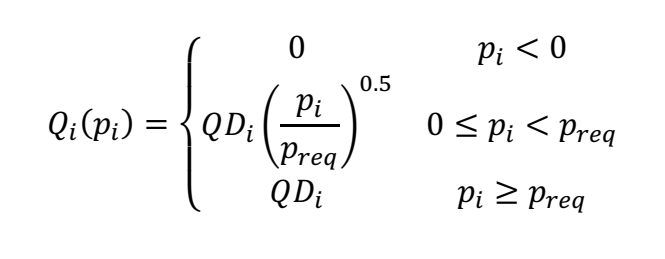 0 p_i < 0
Q_i(p_i) = { QD_i (p_i / p_req)^0.5 0 ≤ p_i < p_req
QD_i p_i ≥ p_req